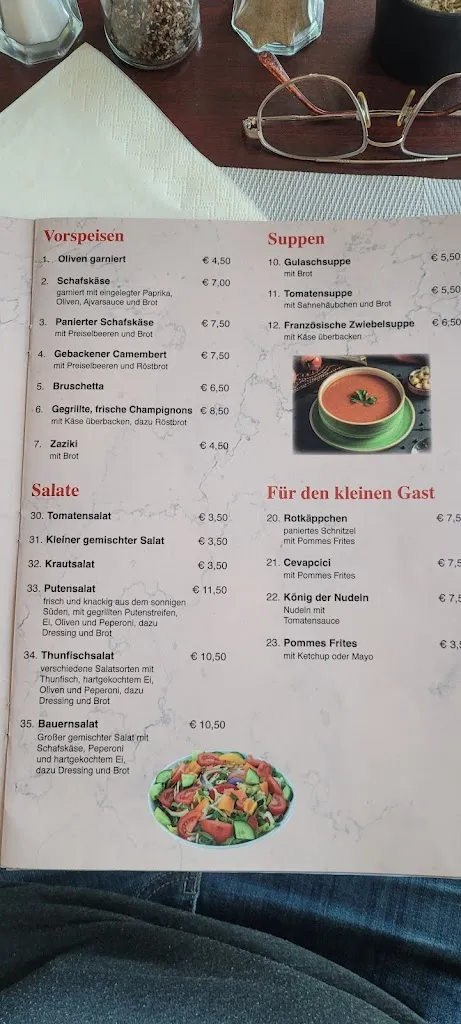 Vorspeisen
1. Oliven garniert € 4,50
2. Schafskäse € 7,00
garniert mit eingelegter Paprika,
Oliven, Ajvarsauce und Brot
3. Panierter Schafskäse € 7,50
mit Preiselbeeren und Brot
4. Gebackener Camembert € 7,50
mit Preiselbeeren und Röstbrot
5. Bruschetta € 6,50
6. Gegrillte, frische Champignons € 8,50
mit Käse überbacken, dazu Röstbrot
7. Zaziki € 4,50
mit Brot
Salate
30. Tomatensalat € 3,50
31. Kleiner gemischter Salat € 3,50
32. Krautsalat € 3,50
33. Putensalat € 11,50
frisch und knackig aus dem sonnigen
Süden, mit gegrillten Putenstreifen,
Ei, Oliven und Peperoni, dazu
Dressing und Brot
34. Thunfischsalat € 10,50
verschiedene Salatsorten mit
Thunfisch, hartgekochtem Ei,
Oliven und Peperoni, dazu
Dressing und Brot
35. Bauernsalat € 10,50
Großer gemischter Salat mit
Schafskäse, Peperoni
und hartgekochtem Ei,
dazu Dressing und Brot
Suppen
10. Gulaschsuppe € 5,50
mit Brot
11. Tomatensuppe € 5,50
mit Sahnehäubchen und Brot
12. Französische Zwiebelsuppe € 6,50
mit Käse überbacken
Für den kleinen Gast
20. Rotkäppchen € 7,5
paniertes Schnitzel
mit Pommes Frites
21. Cevapcici € 7,5
mit Pommes Frites
22. König der Nudeln € 7,5
Nudeln mit
Tomatensauce
23. Pommes Frites € 3,5
mit Ketchup oder Mayo